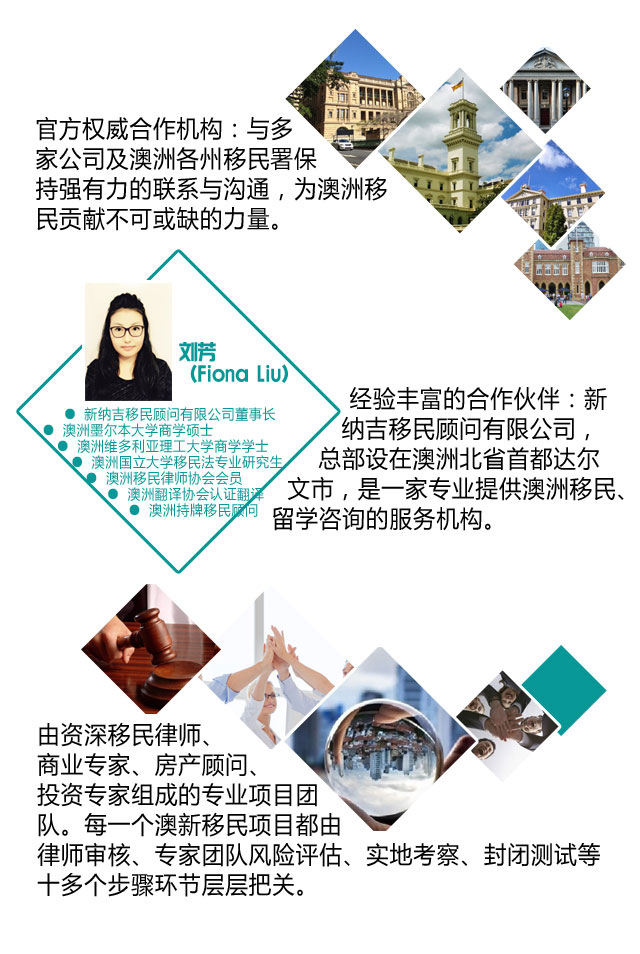 官方权威合作机构：与多
家公司及澳洲各州移民署保
持强有力的联系与沟通，为澳洲移
民贡献不可或缺的力量。
刘芳
(Fiona Liu)
● 新纳吉移民顾问有限公司董事长
● 澳洲墨尔本大学商学硕士
● 澳洲维多利亚理工大学商学学士
● 澳洲国立大学移民法专业研究生
● 澳洲移民律师协会会员
● 澳洲翻译协会认证翻译
● 澳洲持牌移民顾问
经验丰富的合作伙伴：新
纳吉移民顾问有限公司，
总部设在澳洲北省首都达尔
文市，是一家专业提供澳洲移民、
留学咨询的服务机构。
由资深移民律师、
商业专家、房产顾问、
投资专家组成的专业项目团
队。每一个澳新移民项目都由
律师审核、专家团队风险评估、实地考察、封闭测试等
十多个步骤环节层层把关。